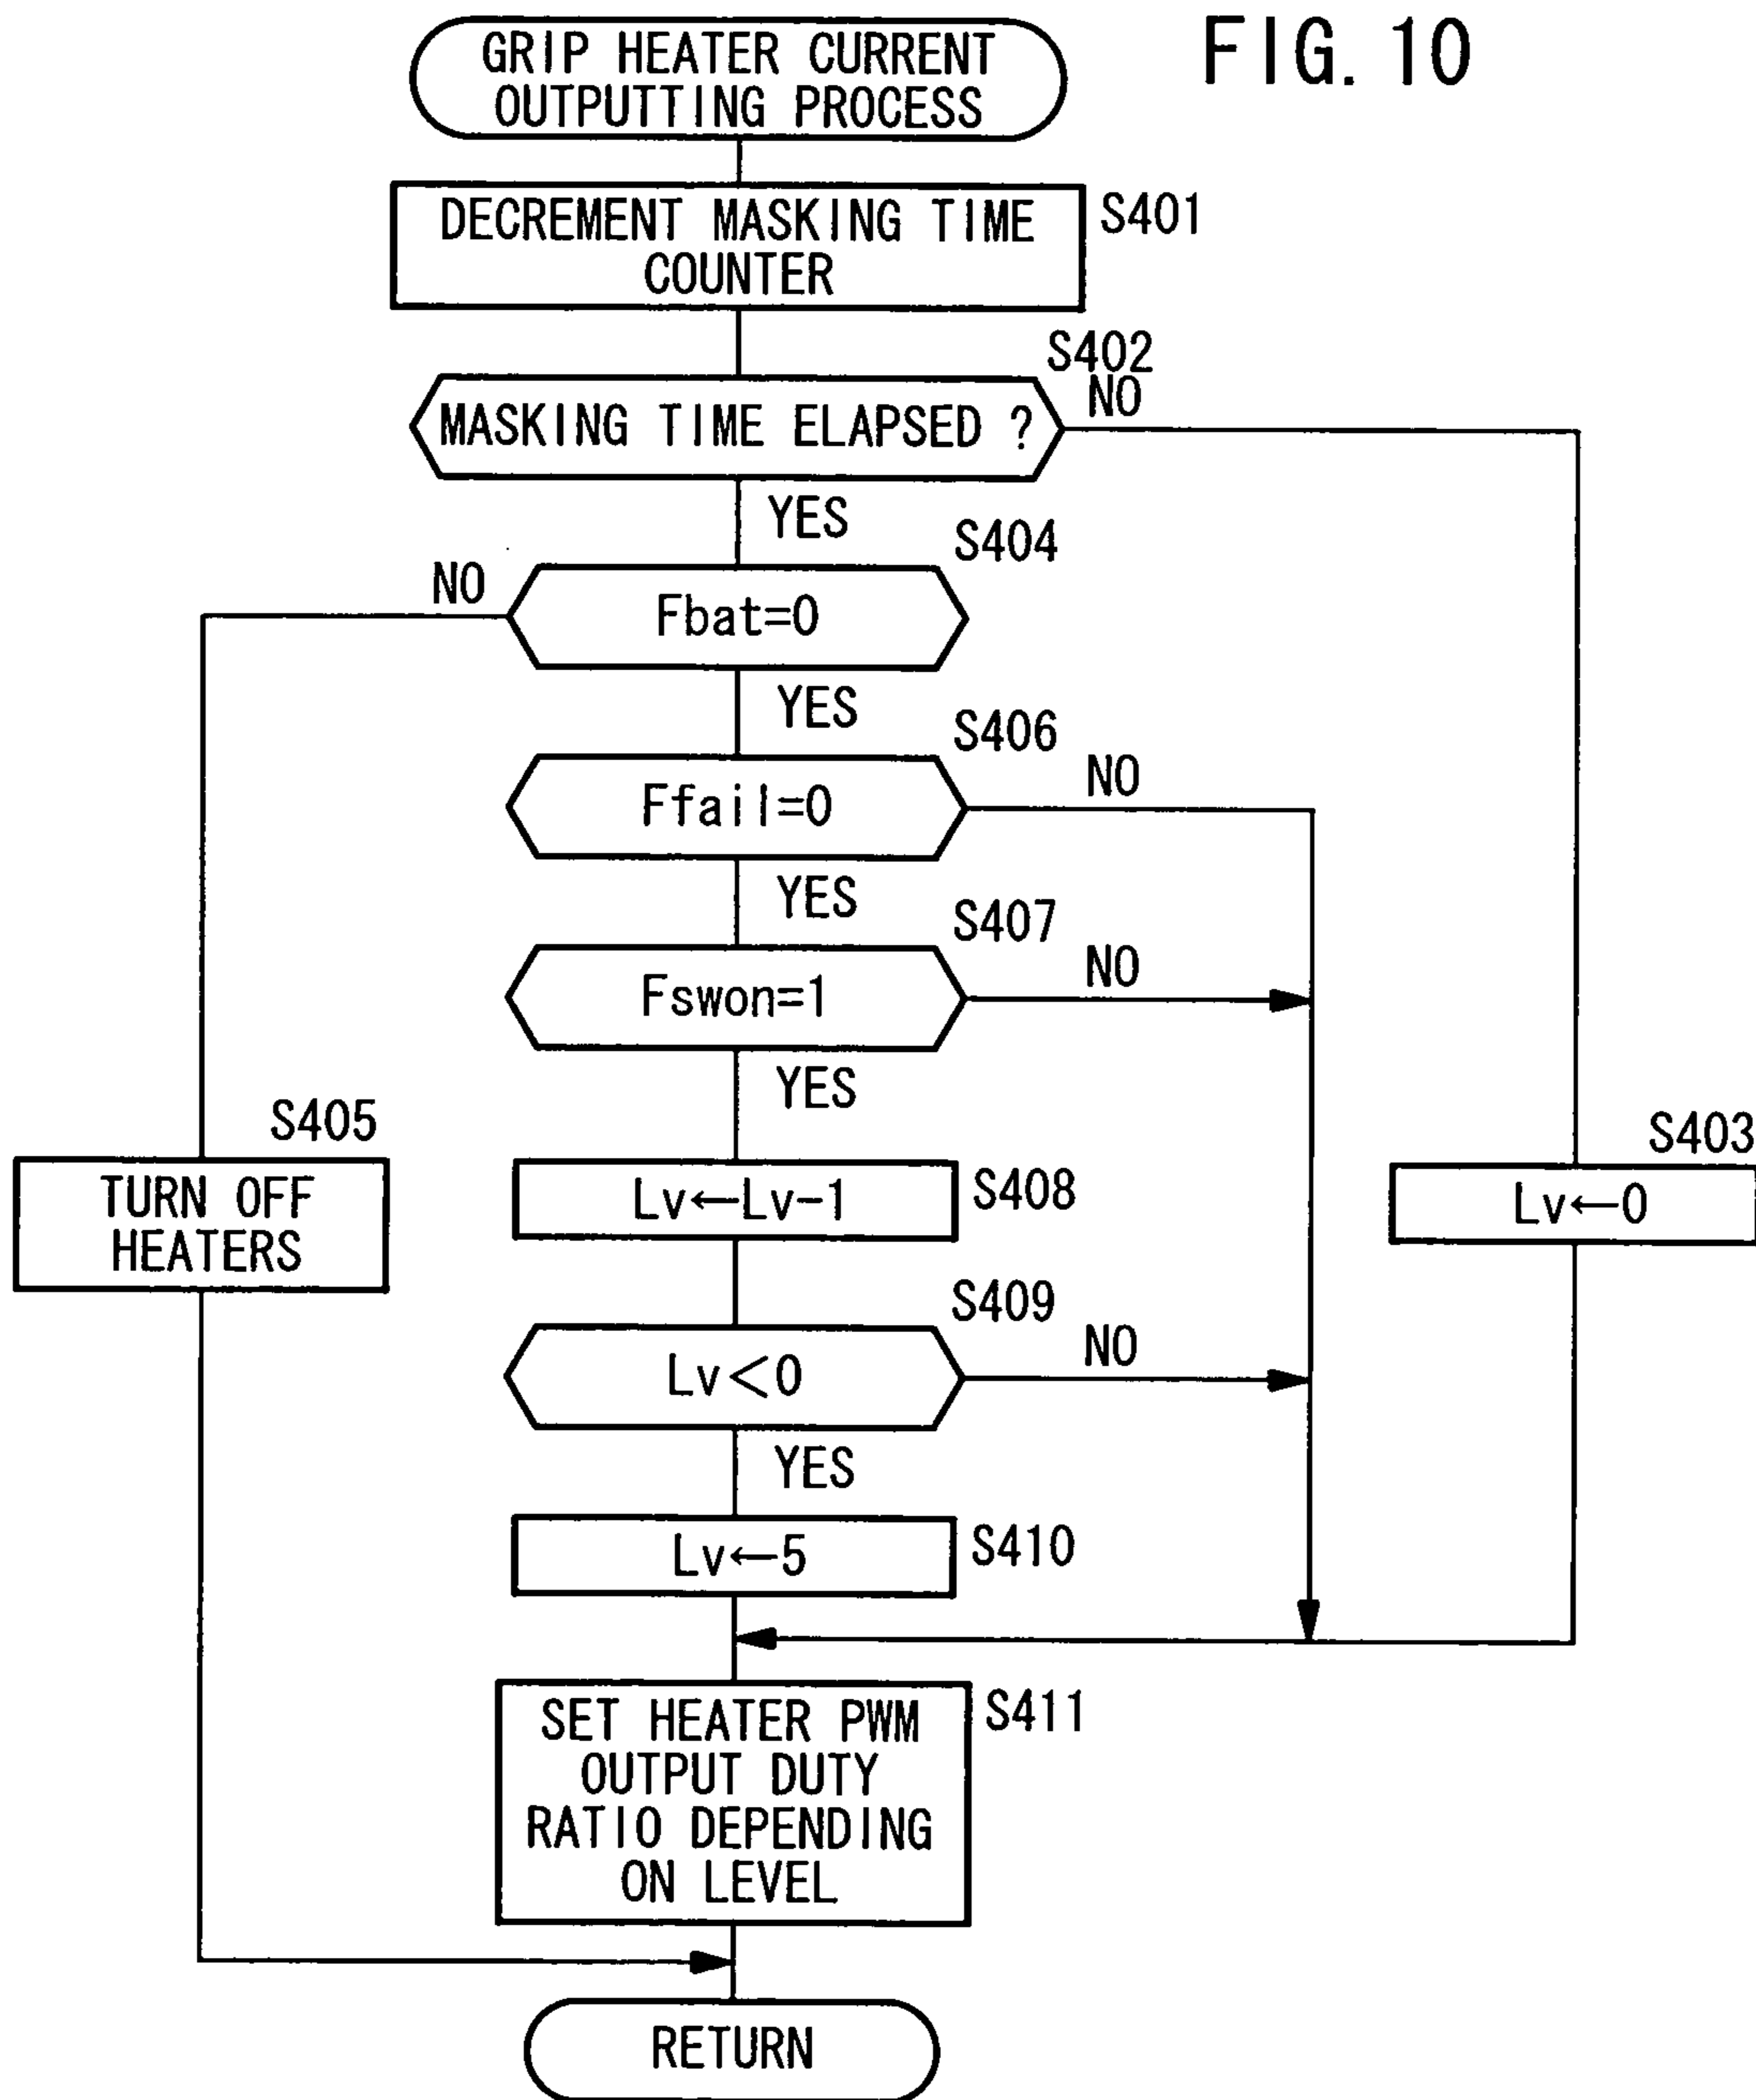 FIG. 10
GRIP HEATER CURRENT
OUTPUTTING PROCESS
DECREMENT MASKING TIME
COUNTER
S401
S402
MASKING TIME ELAPSED ?
NO
YES
S404
NO
Fbat=0
YES
S406
Ffail=0
NO
YES
S407
Fswon=1
NO
YES
S405
TURN OFF
HEATERS
Lv←Lv-1
S408
S403
Lv←0
S409
Lv<0
NO
YES
Lv←5
S410
SET HEATER PWM
OUTPUT DUTY
RATIO DEPENDING
ON LEVEL
S411
RETURN